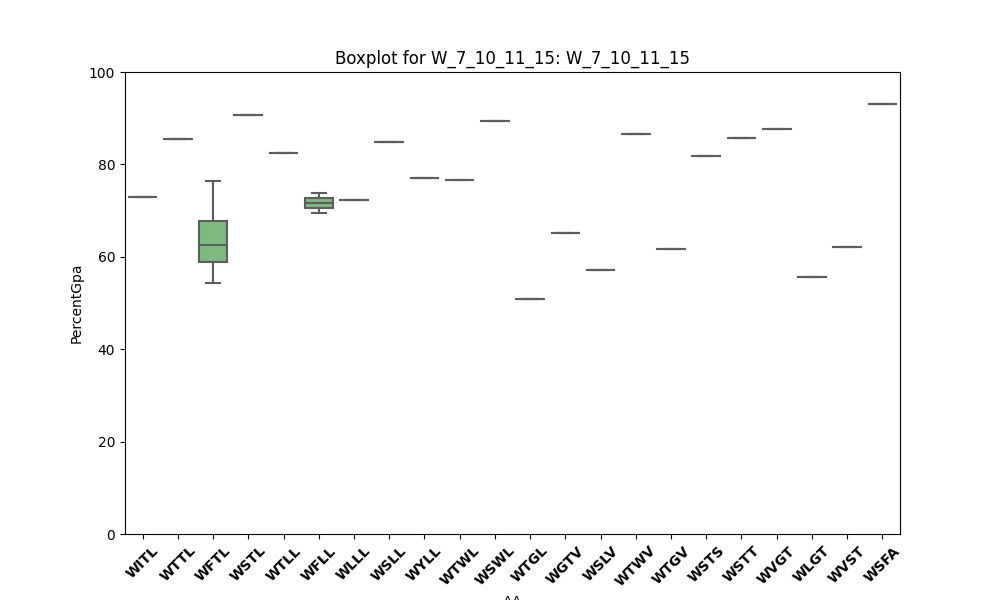 Boxplot for W_7_10_11_15: W_7_10_11_15
100
80
60
40
20
0
PercentGpa
WITL WTTL WFTL WSTL WTLL WFLL WLLL WSLL WYLL WTWL WSWL WTGL WGTV WSLV WTWV WTGV WSTS WSTT WVGT WLGT WVST WSFA
AA